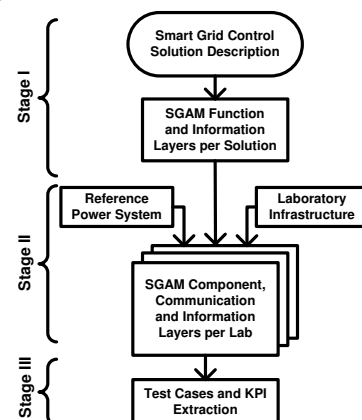 Stage I
Smart Grid Control
Solution Description
SGAM Function
and Information
Layers per Solution
Stage II
Reference
Power System
Laboratory
Infrastructure
SGAM Component,
Communication
and Information
Layers per Lab
Stage III
Test Cases and KPI
Extraction